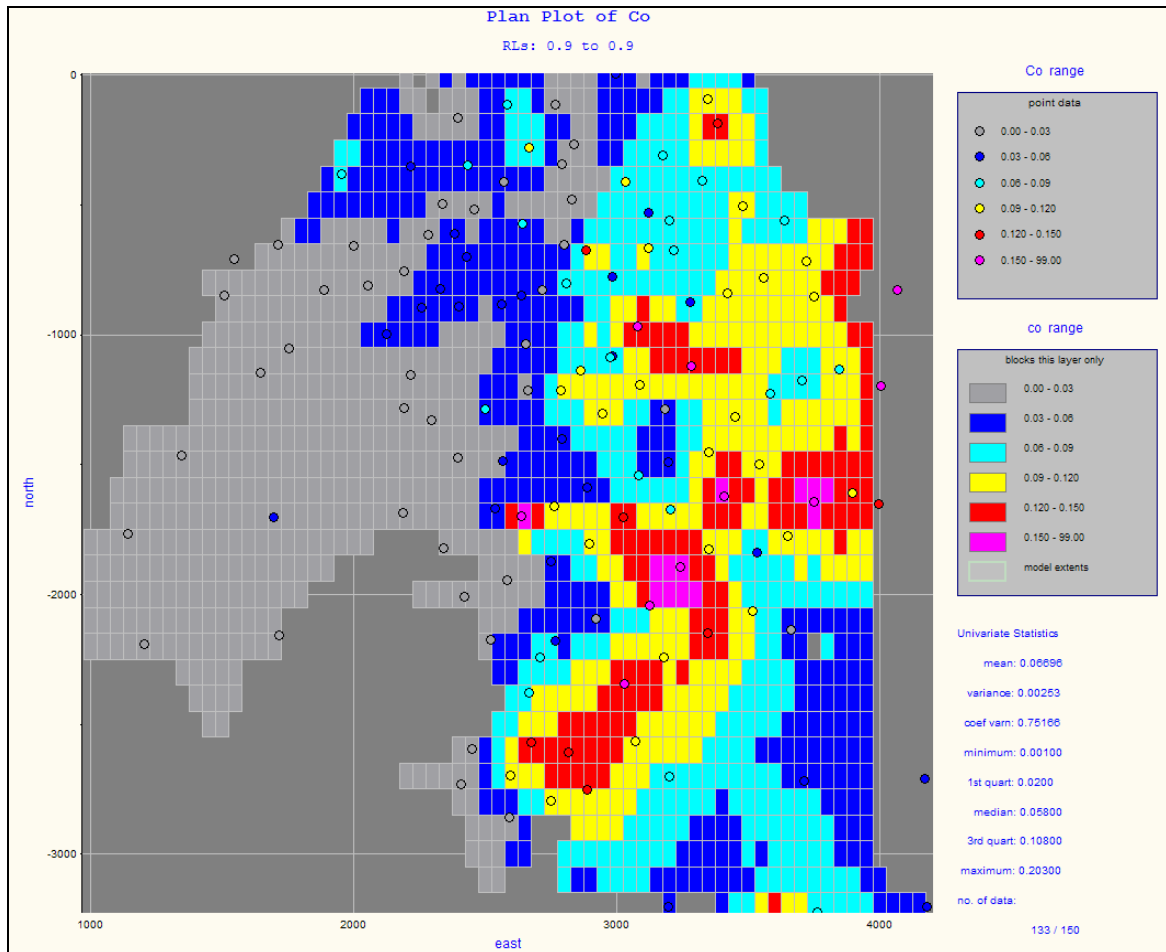 Plan Plot of Co
RLs: 0.9 to 0.9
0
-1000
-2000
-3000
north
1000
2000
3000
4000
east
Co range
point data
0.00 - 0.03
0.03 - 0.06
0.06 - 0.09
0.09 - 0.120
0.120 - 0.150
0.150 - 99.00
co range
blocks this layer only
0.00 - 0.03
0.03 - 0.06
0.06 - 0.09
0.09 - 0.120
0.120 - 0.150
0.150 - 99.00
model extents
Univariate Statistics
mean: 0.06696
variance: 0.00253
coef varn: 0.75166
minimum: 0.00100
1st quart: 0.0200
median: 0.05800
3rd quart: 0.10800
maximum: 0.20300
no. of data:
133 / 150